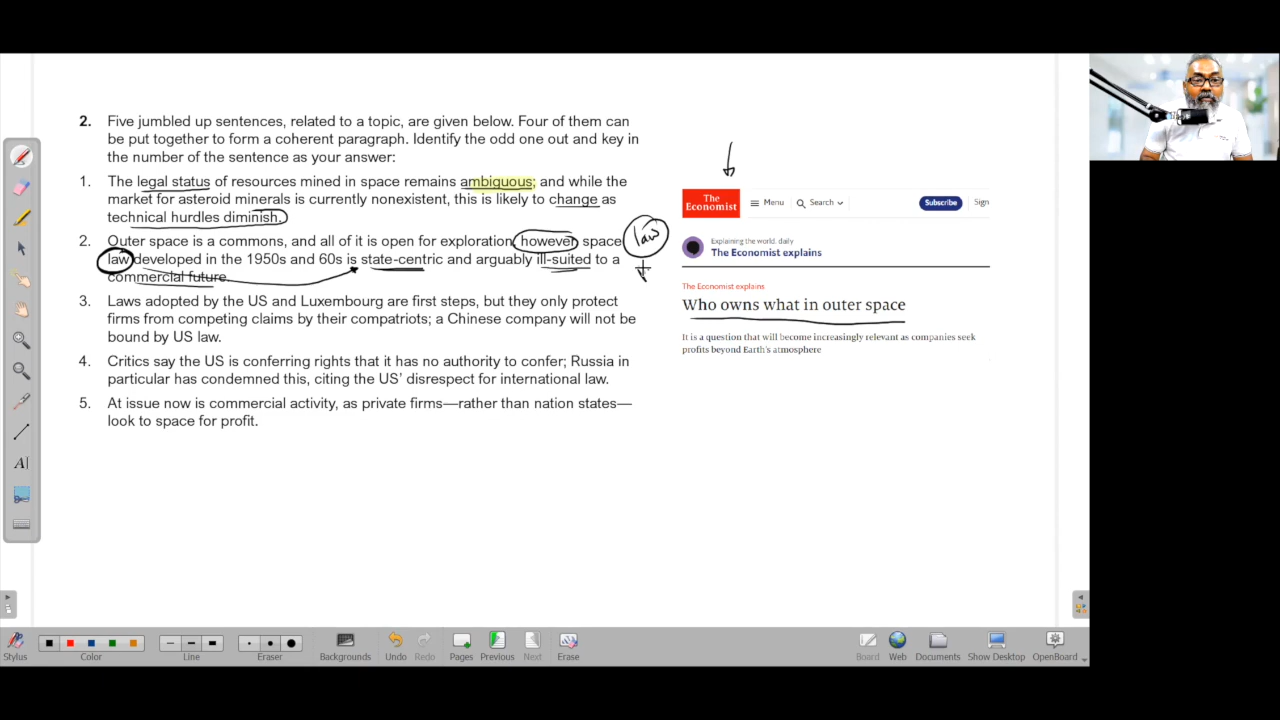 2. Five jumbled up sentences, related to a topic, are given below. Four of them can
be put together to form a coherent paragraph. Identify the odd one out and key in
the number of the sentence as your answer:
1. The legal status of resources mined in space remains ambiguous; and while the
market for asteroid minerals is currently nonexistent, this is likely to change as
technical hurdles diminish.
2. Outer space is a commons, and all of it is open for exploration, however, space
law developed in the 1950s and 60s is state-centric and arguably ill-suited to a
commercial future.
law
3. Laws adopted by the US and Luxembourg are first steps, but they only protect
firms from competing claims by their compatriots; a Chinese company will not be
bound by US law.
4. Critics say the US is conferring rights that it has no authority to confer; Russia in
particular has condemned this, citing the US' disrespect for international law.
5. At issue now is commercial activity, as private firms—rather than nation states—
look to space for profit.
The
Economist
Menu
Search
Subscribe
Sign
Explaining the world, daily
The Economist explains
The Economist explains
Who owns what in outer space
It is a question that will become increasingly relevant as companies seek
profits beyond Earth's atmosphere
Stylus
Color
Line
Eraser
Backgrounds
Undo
Redo
Pages
Previous
Next
Erase
Board
Web
Documents
Show Desktop
OpenBoard